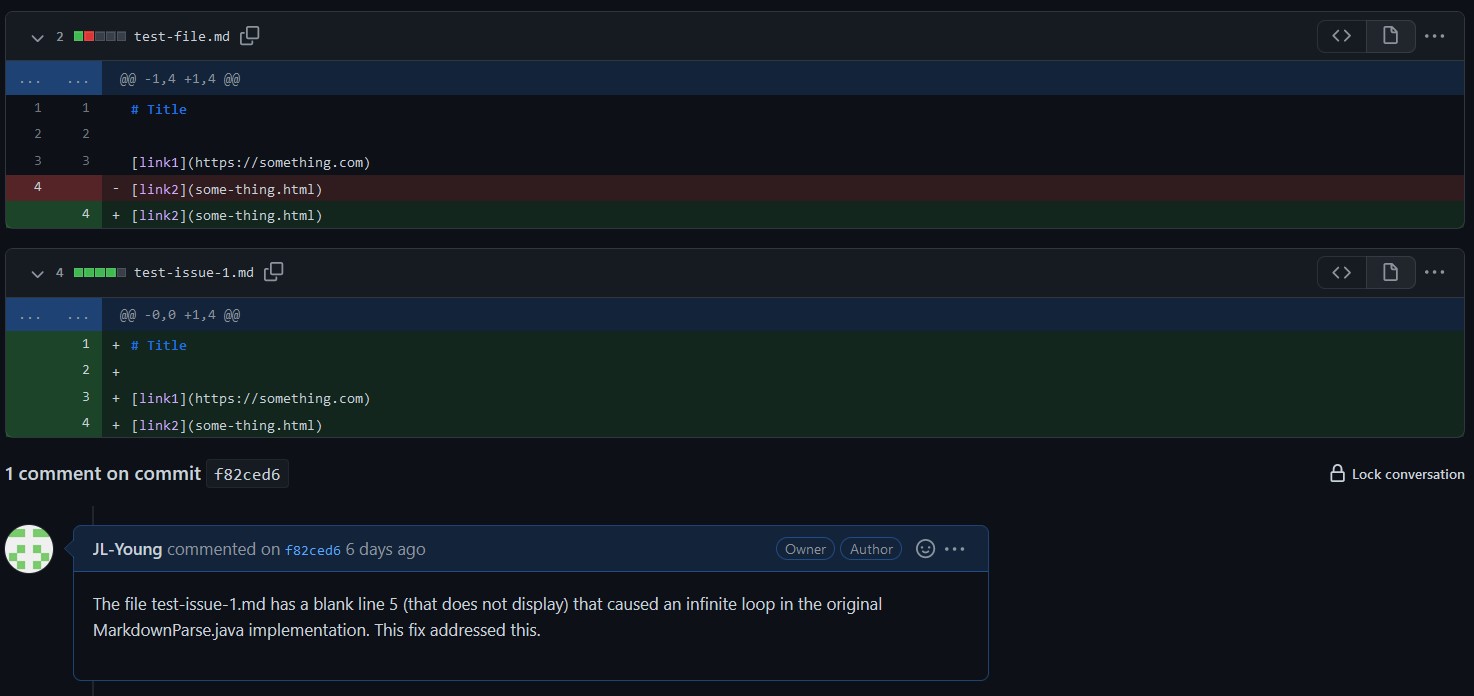 2 test-file.md
... ... @@ -1,4 +1,4 @@
1 1 # Title
2 2
3 3 [link1](https://something.com)
4 - [link2](some-thing.html)
4 + [link2](some-thing.html)
4 test-issue-1.md
... ... @@ -0,0 +1,4 @@
1 + # Title
2 +
3 + [link1](https://something.com)
4 + [link2](some-thing.html)
1 comment on commit f82ced6 Lock conversation
JL-Young commented on f82ced6 6 days ago Owner Author
The file test-issue-1.md has a blank line 5 (that does not display) that caused an infinite loop in the original
MarkdownParse.java implementation. This fix addressed this.